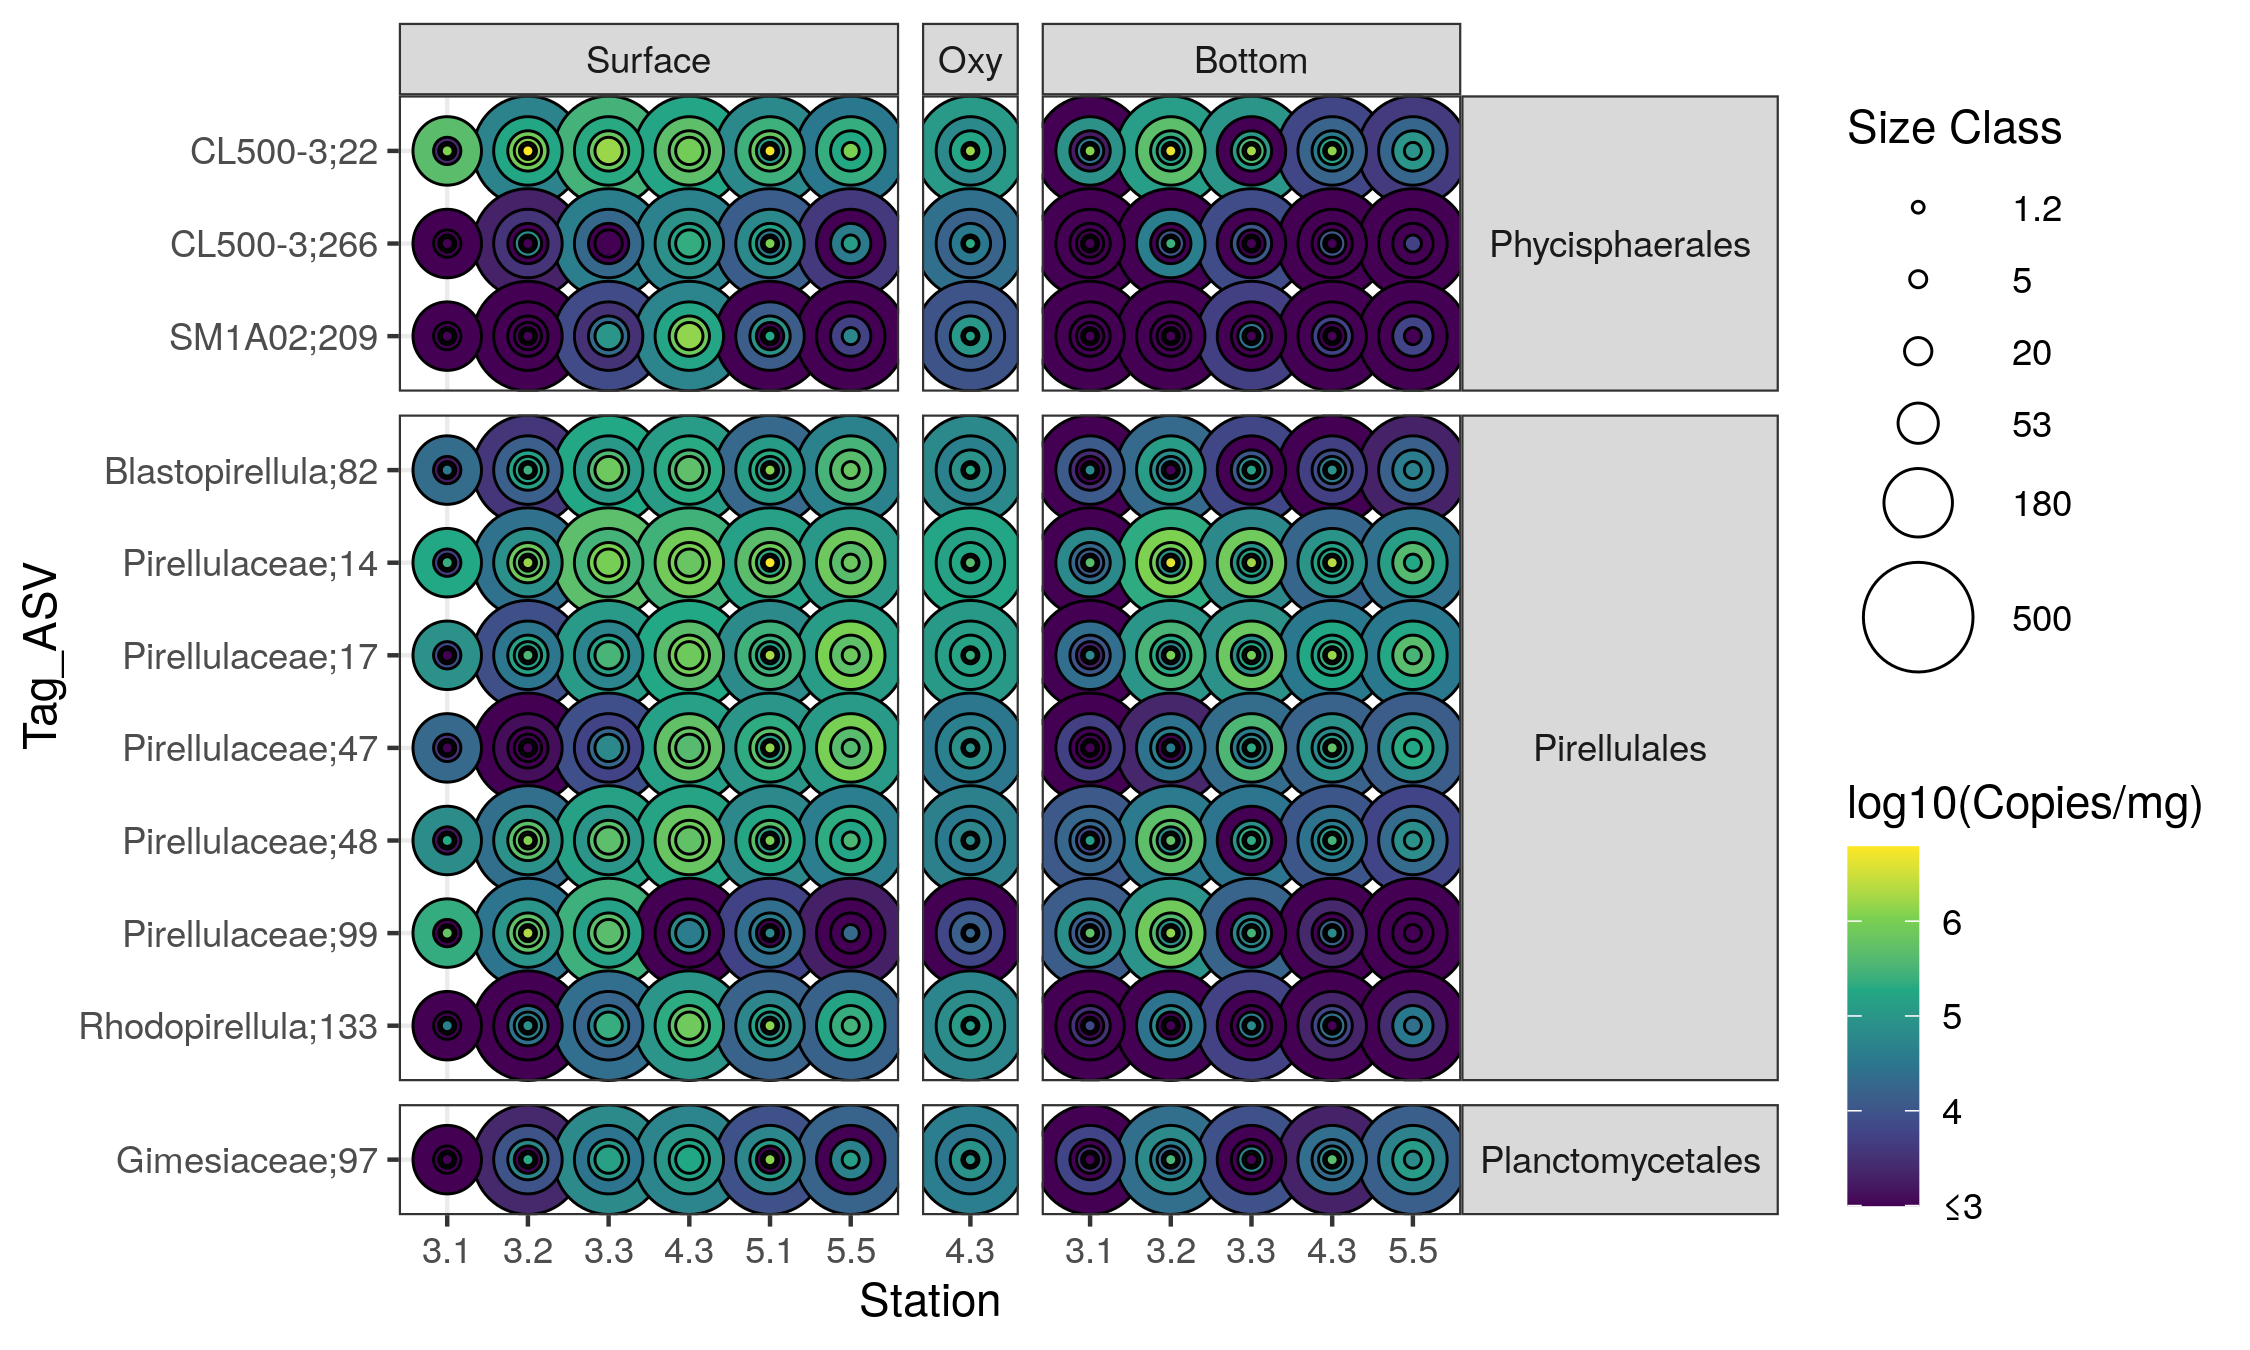 Surface
Oxy
Bottom
CL500-3;22
CL500-3;266
SM1A02;209
Phycisphaerales
Blastopirellula;82
Pirellulaceae;14
Pirellulaceae;17
Pirellulaceae;47
Pirellulaceae;48
Pirellulaceae;99
Rhodopirellula;133
Pirellulales
Gimesiaceae;97
Planctomycetales
3.1 3.2 3.3 4.3 5.1 5.5
4.3
3.1 3.2 3.3 4.3 5.5
Station
Tag_ASV
Size Class
1.2
5
20
53
180
500
log10(Copies/mg)
6
5
4
≤3